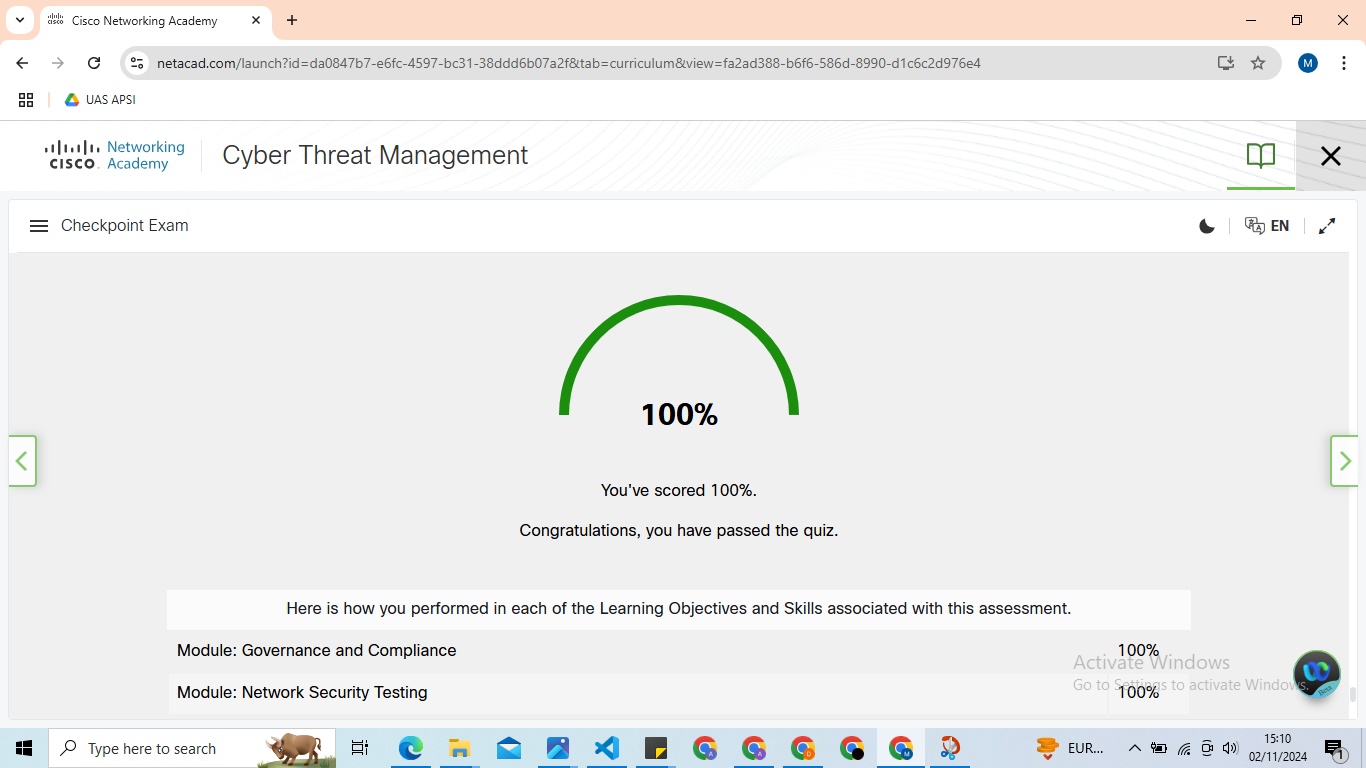 Cisco Networking Academy
netacad.com/launch?id=da0847b7-e6fc-4597-bc31-38ddd6b07a2f&tab=curriculum&view=fa2ad388-b6f6-586d-8990-d1c6c2d976e4
M
UAS APSI
CISCO Networking Academy
Cyber Threat Management
Checkpoint Exam
EN
100%
You've scored 100%.
Congratulations, you have passed the quiz.
Here is how you performed in each of the Learning Objectives and Skills associated with this assessment.
Module: Governance and Compliance 100%
Module: Network Security Testing 100%
Activate Windows
Go to Settings to activate Windows.
Beta
Type here to search
EUR...
15:10
02/11/2024
1